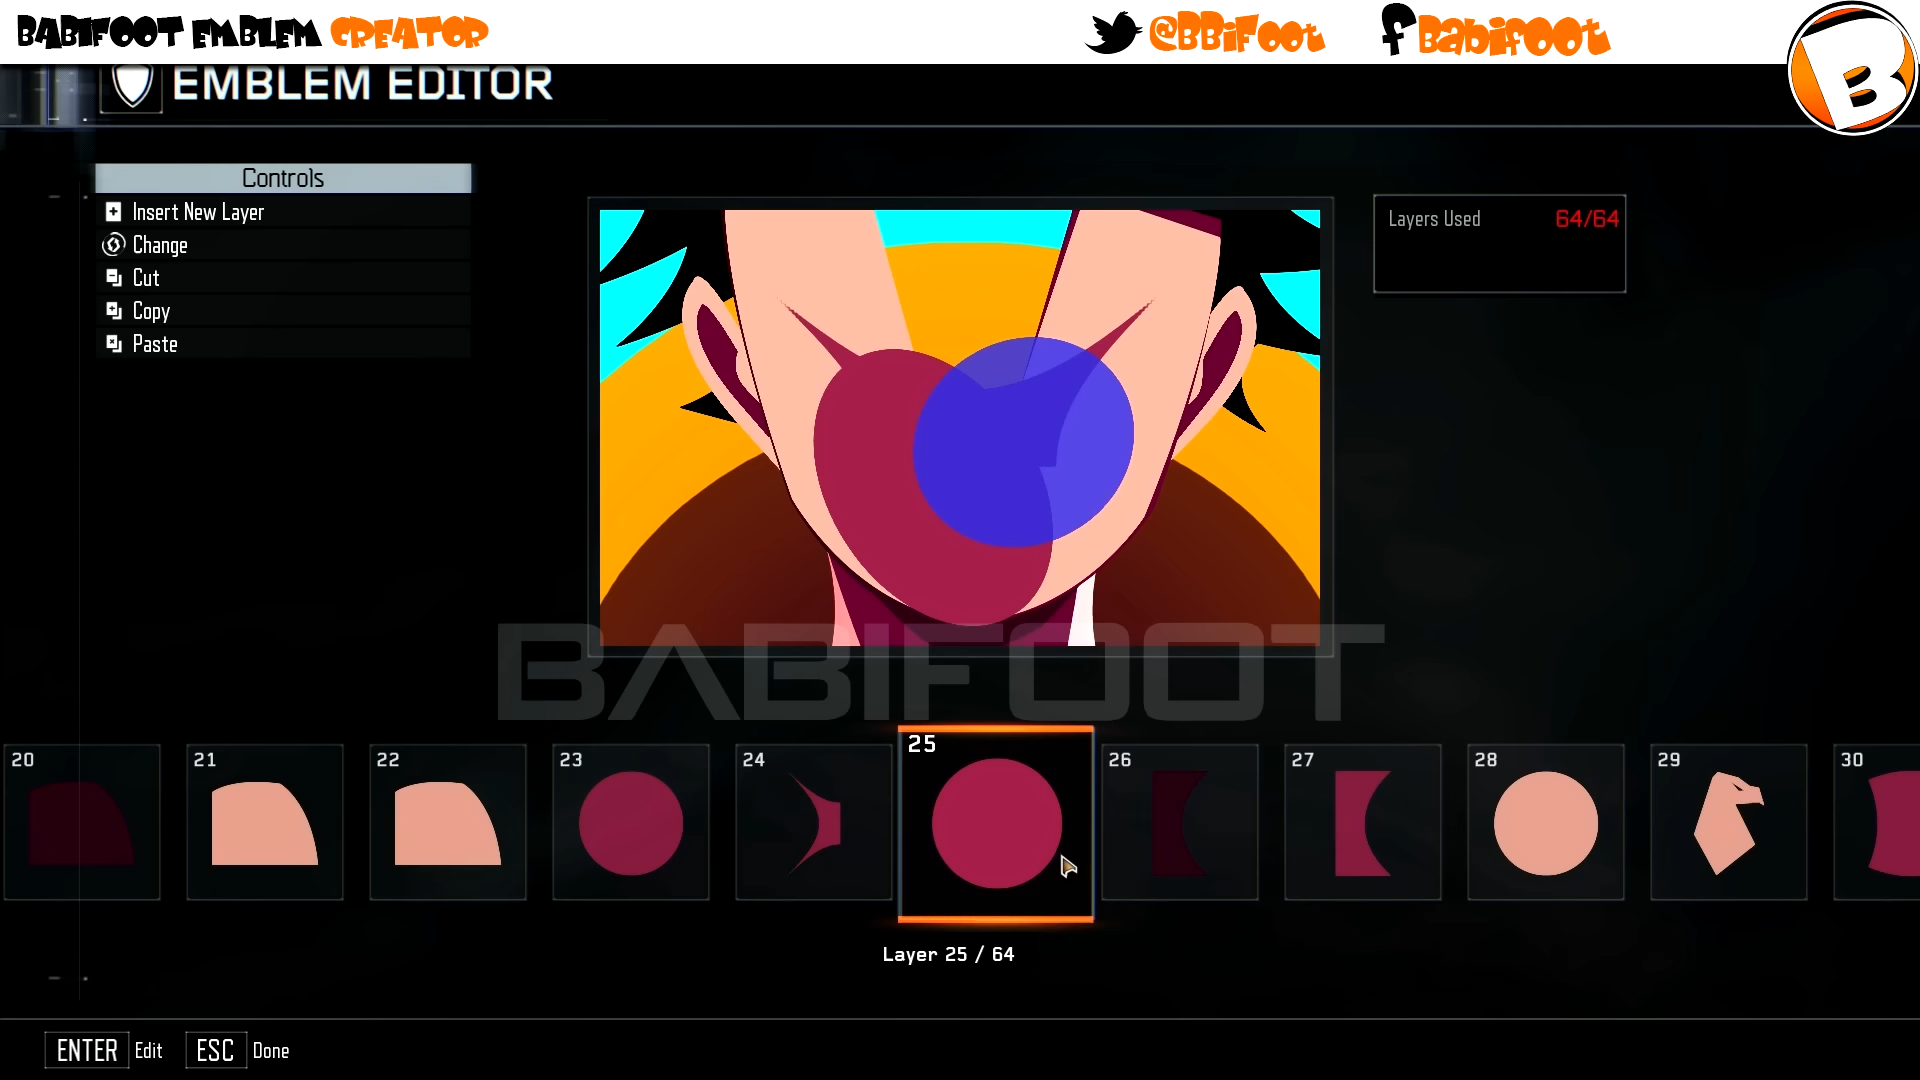 BABIFOOT EMBLEM CREATOR
@BBiFoot
f Babifoot
B
EMBLEM EDITOR
Controls
Insert New Layer
Change
Cut
Copy
Paste
Layers Used 64/64
BABIFOOT
20 21 22 23 24 25 26 27 28 29 30
Layer 25 / 64
ENTER Edit ESC Done